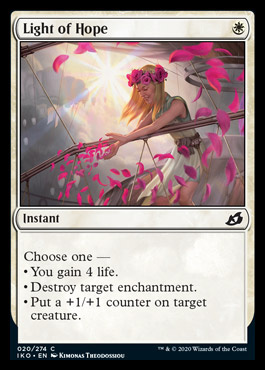 Light of Hope
Instant
Choose one —
• You gain 4 life.
• Destroy target enchantment.
• Put a +1/+1 counter on target
creature.
020/274 C
IKO • EN Kimonas Theodossiou
™ & © 2020 Wizards of the Coast